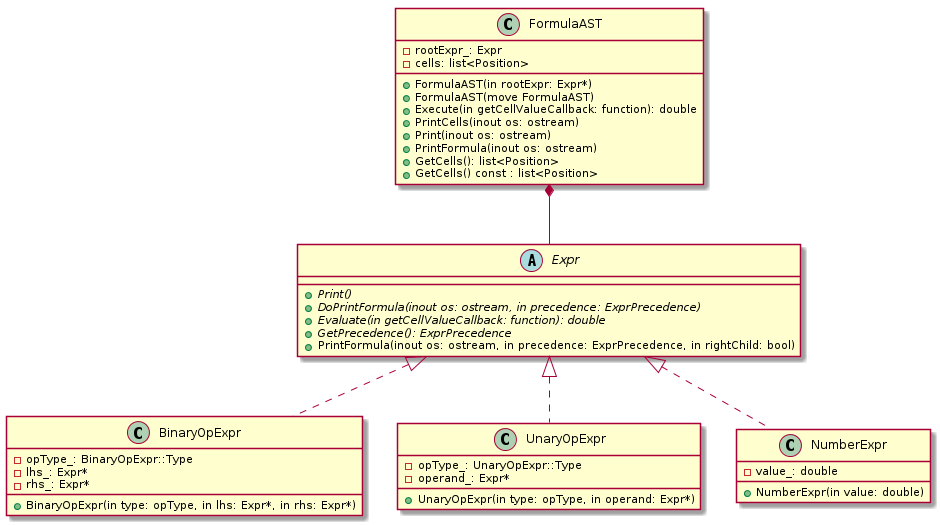 C FormulaAST
rootExpr_: Expr
cells: list<Position>
FormulaAST(in rootExpr: Expr*)
FormulaAST(move FormulaAST)
Execute(in getCellValueCallback: function): double
PrintCells(inout os: ostream)
Print(inout os: ostream)
PrintFormula(inout os: ostream)
GetCells(): list<Position>
GetCells() const : list<Position>
A Expr
Print()
DoPrintFormula(inout os: ostream, in precedence: ExprPrecedence)
Evaluate(in getCellValueCallback: function): double
GetPrecedence(): ExprPrecedence
PrintFormula(inout os: ostream, in precedence: ExprPrecedence, in rightChild: bool)
C BinaryOpExpr
opType_: BinaryOpExpr::Type
lhs_: Expr*
rhs_: Expr*
BinaryOpExpr(in type: opType, in lhs: Expr*, in rhs: Expr*)
C UnaryOpExpr
opType_: UnaryOpExpr::Type
operand_: Expr*
UnaryOpExpr(in type: opType, in operand: Expr*)
C NumberExpr
value_: double
NumberExpr(in value: double)